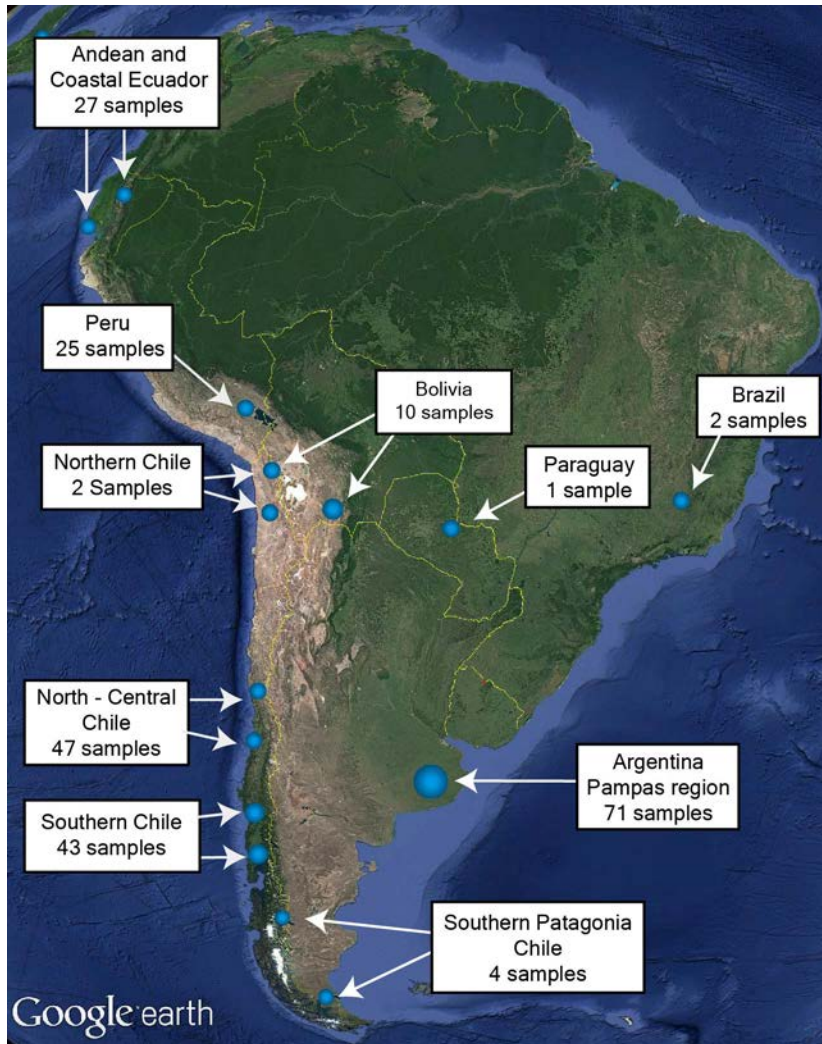 Andean and
Coastal Ecuador
27 samples
Peru
25 samples
Bolivia
10 samples
Brazil
2 samples
Northern Chile
2 Samples
Paraguay
1 sample
North - Central
Chile
47 samples
Argentina
Pampas region
71 samples
Southern Chile
43 samples
Southern Patagonia
Chile
4 samples
Google earth